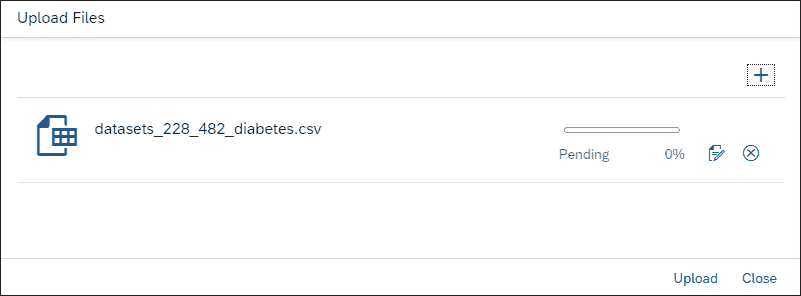 Upload Files
datasets_228_482_diabetes.csv
Pending 0%
Upload Close